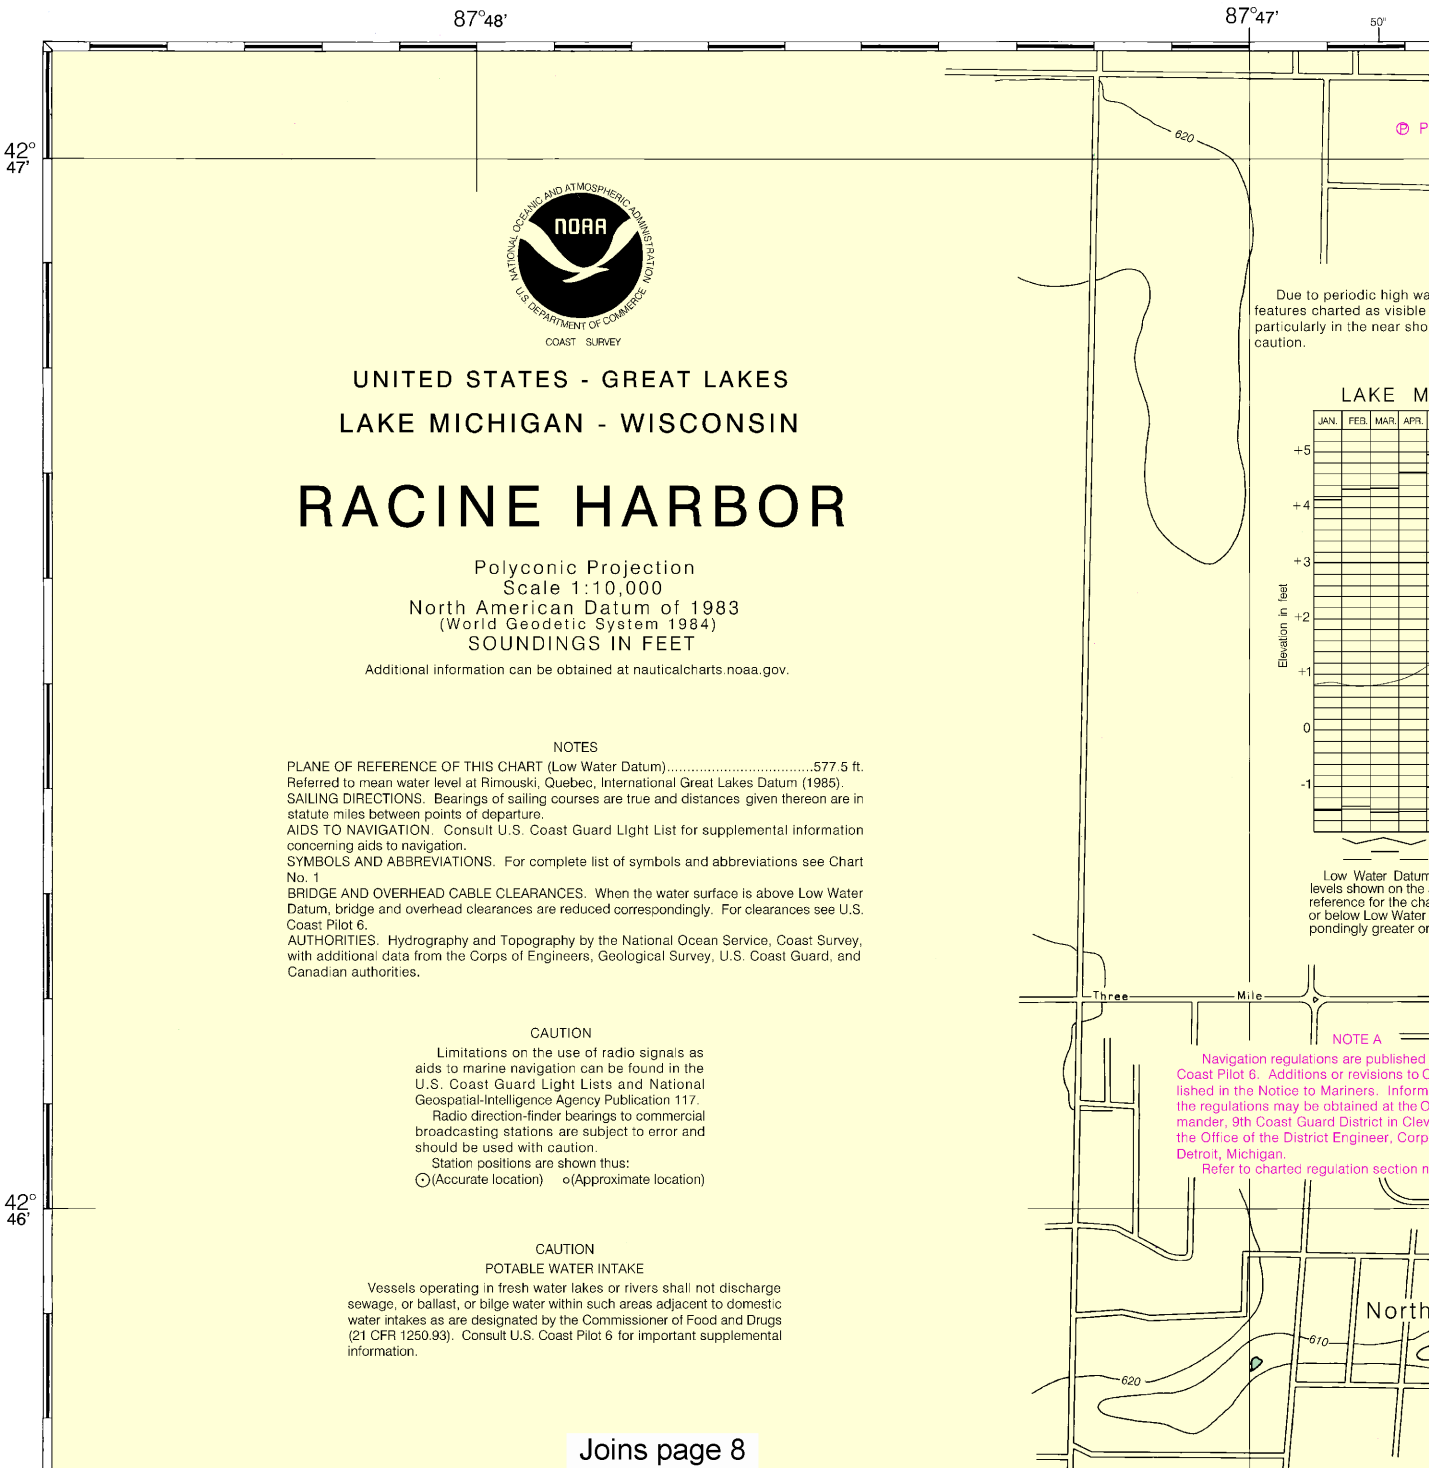 87°48'
87°47'
50"
42°
47'
620
P
NATIONAL OCEANIC AND ATMOSPHERIC ADMINISTRATION
NOAA
U.S. DEPARTMENT OF COMMERCE
COAST SURVEY
UNITED STATES - GREAT LAKES
LAKE MICHIGAN - WISCONSIN
RACINE HARBOR
Polyconic Projection
Scale 1:10,000
North American Datum of 1983
(World Geodetic System 1984)
SOUNDINGS IN FEET
Additional information can be obtained at nauticalcharts.noaa.gov.
NOTES
PLANE OF REFERENCE OF THIS CHART (Low Water Datum)....................................577.5 ft.
Referred to mean water level at Rimouski, Quebec, International Great Lakes Datum (1985).
SAILING DIRECTIONS. Bearings of sailing courses are true and distances given thereon are in
statute miles between points of departure.
AIDS TO NAVIGATION. Consult U.S. Coast Guard LIght List for supplemental information
concerning aids to navigation.
SYMBOLS AND ABBREVIATIONS. For complete list of symbols and abbreviations see Chart
No. 1
BRIDGE AND OVERHEAD CABLE CLEARANCES. When the water surface is above Low Water
Datum, bridge and overhead clearances are reduced correspondingly. For clearances see U.S.
Coast Pilot 6.
AUTHORITIES. Hydrography and Topography by the National Ocean Service, Coast Survey,
with additional data from the Corps of Engineers, Geological Survey, U.S. Coast Guard, and
Canadian authorities.
CAUTION
Limitations on the use of radio signals as
aids to marine navigation can be found in the
U.S. Coast Guard Light Lists and National
Geospatial-Intelligence Agency Publication 117.
Radio direction-finder bearings to commercial
broadcasting stations are subject to error and
should be used with caution.
Station positions are shown thus:
(Accurate location) o(Approximate location)
CAUTION
POTABLE WATER INTAKE
Vessels operating in fresh water lakes or rivers shall not discharge
sewage, or ballast, or bilge water within such areas adjacent to domestic
water intakes as are designated by the Commissioner of Food and Drugs
(21 CFR 1250.93). Consult U.S. Coast Pilot 6 for important supplemental
information.
42°
46'
Joins page 8
Due to periodic high wa
features charted as visible
particularly in the near sho
caution.
LAKE M
JAN. FEB. MAR. APR.
+5
+4
+3
+2
+1
0
-1
Elevation in feet
Low Water Datum
levels shown on the
reference for the cha
or below Low Water
pondingly greater or
Three Mile
NOTE A
Navigation regulations are published
Coast Pilot 6. Additions or revisions to C
lished in the Notice to Mariners. Inform
the regulations may be obtained at the O
mander, 9th Coast Guard District in Clev
the Office of the District Engineer, Corp
Detroit, Michigan.
Refer to charted regulation section n
North
610
620